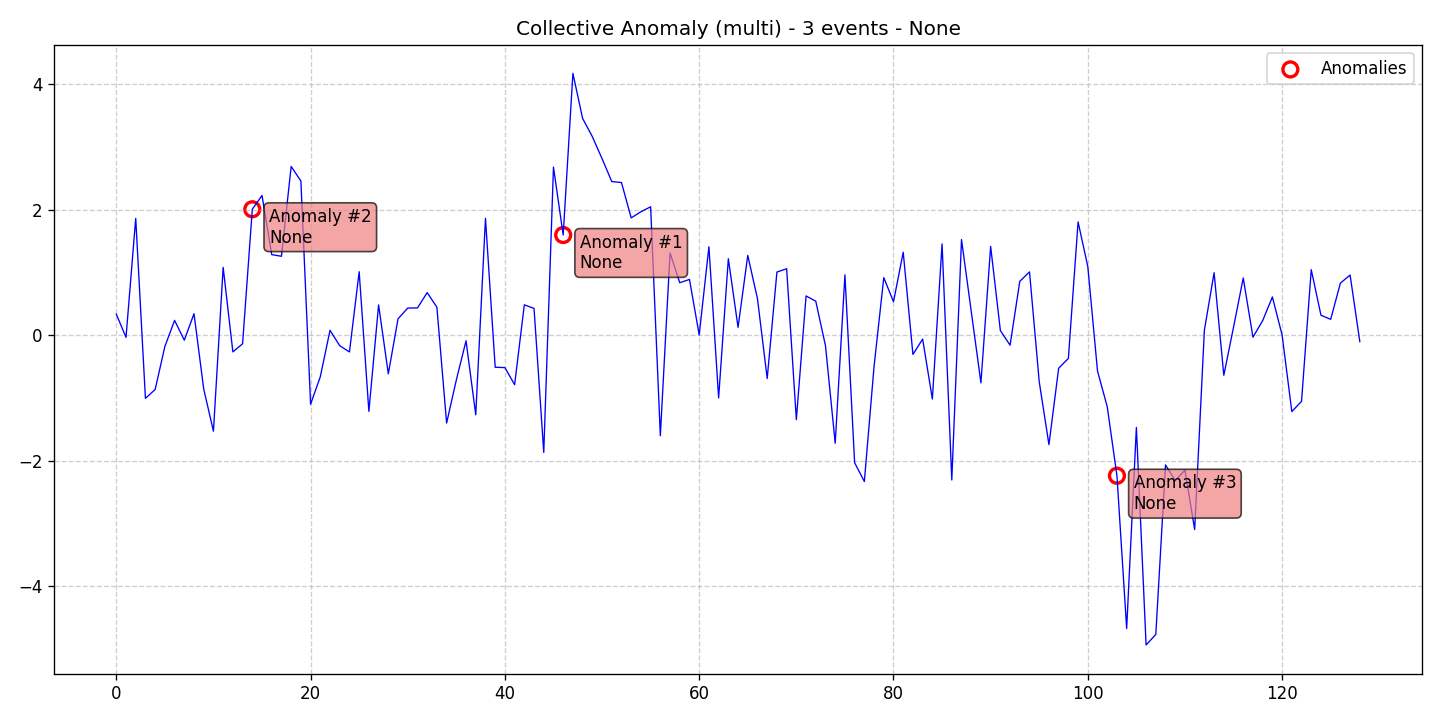 Collective Anomaly (multi) - 3 events - None
Anomalies
4
2
0
−2
−4
Anomaly #2
None
Anomaly #1
None
Anomaly #3
None
0
20
40
60
80
100
120